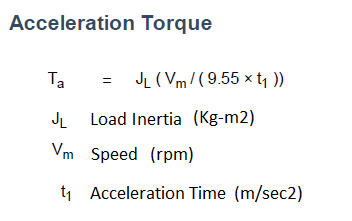 Acceleration Torque
Ta = JL ( Vm / ( 9.55 × t1 ))
JL Load Inertia (Kg-m2)
Vm Speed (rpm)
t1 Acceleration Time (m/sec2)